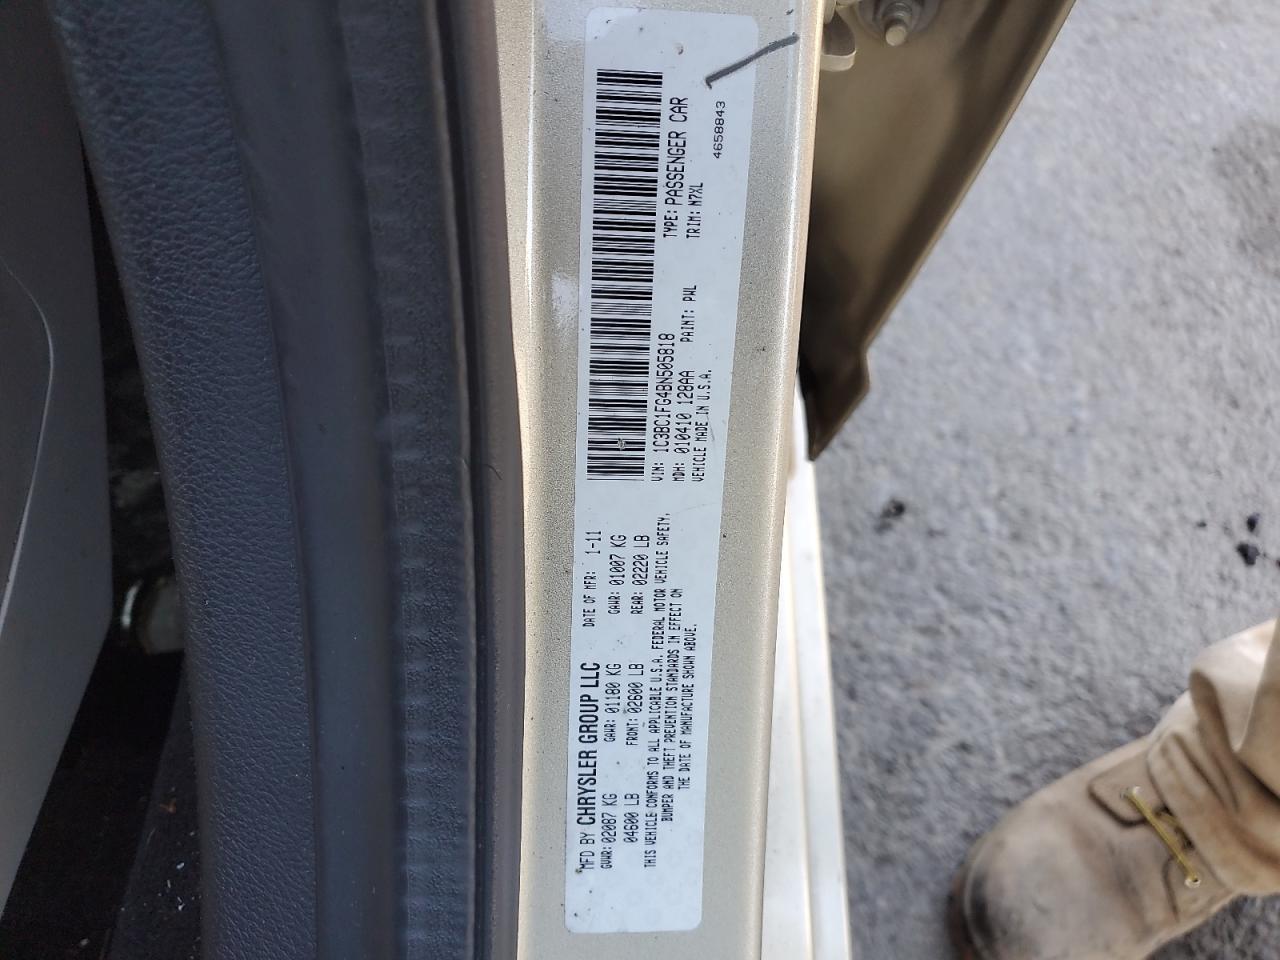 MFD BY CHRYSLER GROUP LLC
DATE OF MFR: 1-11
GVWR: 02087 KG GAWR: 01180 KG GAWR: 01007 KG
04600 LB FRONT: 02600 LB REAR: 02220 LB
THIS VEHICLE CONFORMS TO ALL APPLICABLE U.S.A. FEDERAL MOTOR VEHICLE SAFETY,
BUMPER AND THEFT PREVENTION STANDARDS IN EFFECT ON
THE DATE OF MANUFACTURE SHOWN ABOVE.
VIN: 1C3BC1FG4BN505818 TYPE: PASSENGER CAR
MDH: 010410 128AA PAINT: PWL TRIM: N7XL
VEHICLE MADE IN U.S.A.
4658843